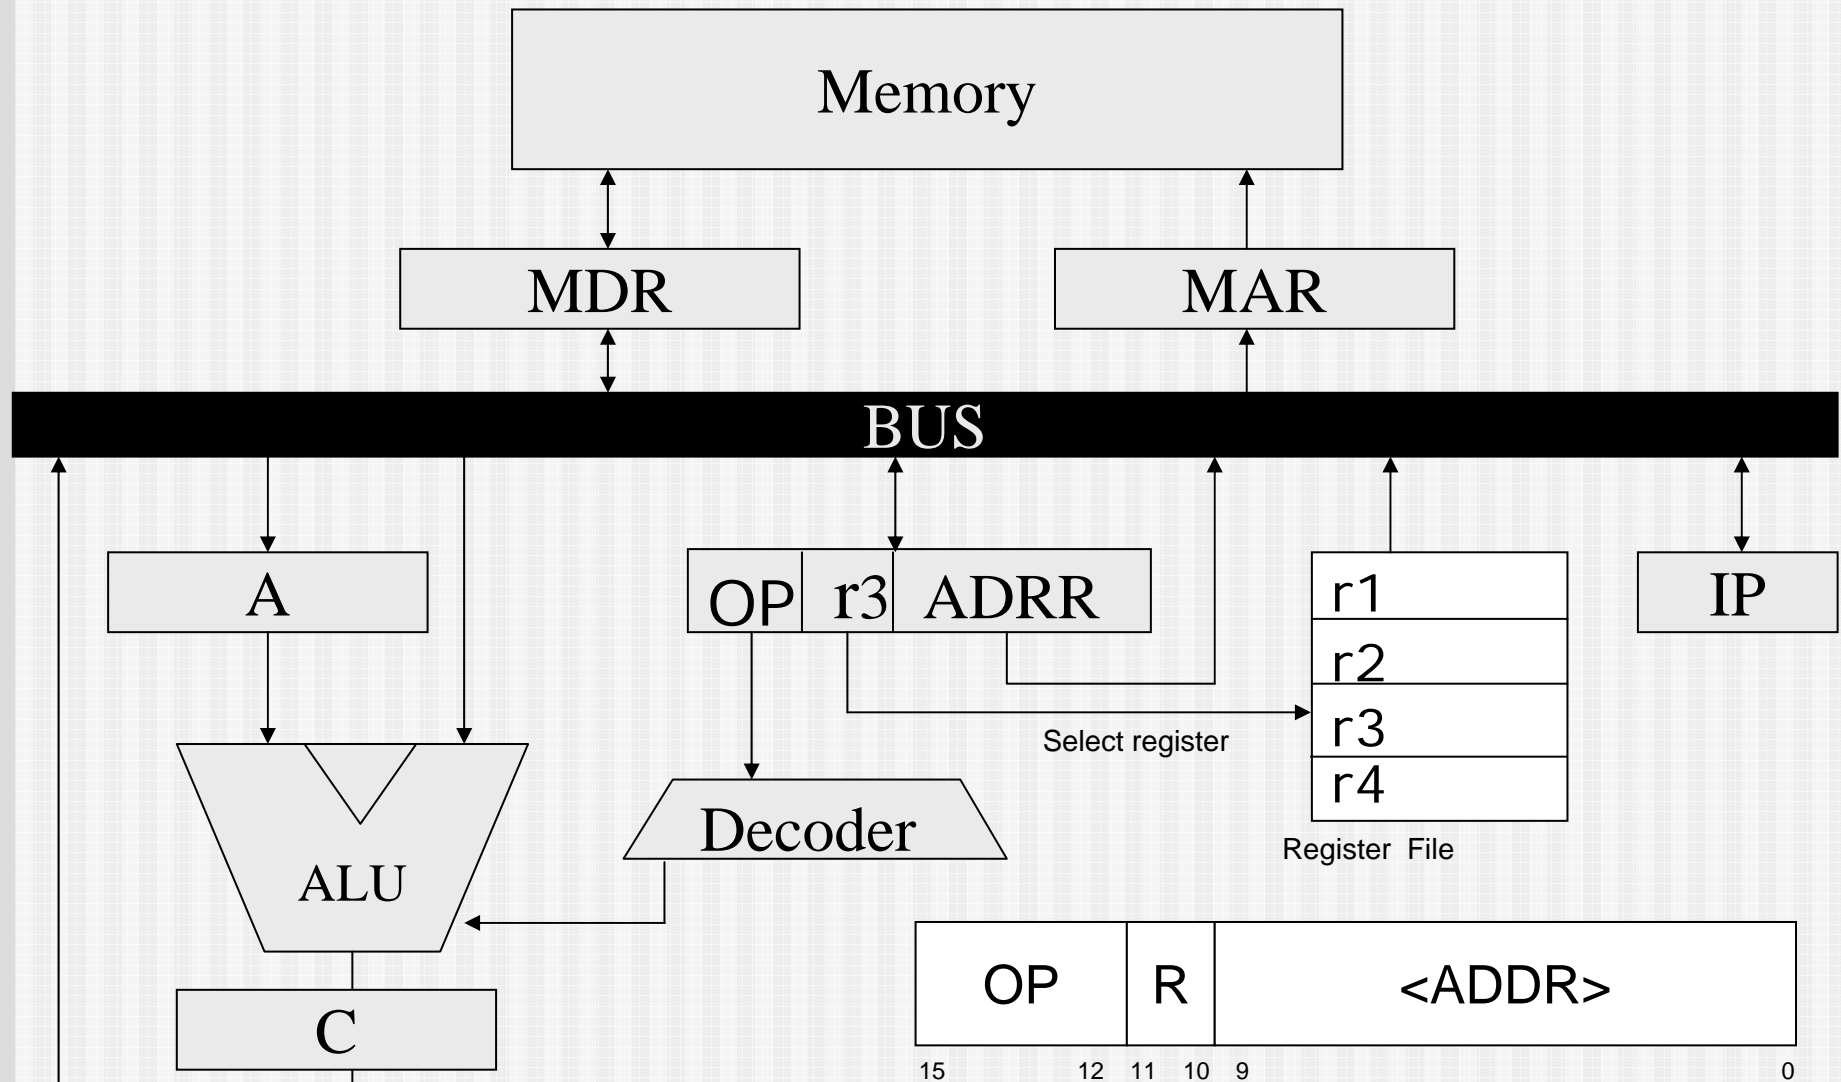 Memory
MDR
MAR
BUS
A
OP r3 ADRR
r1
r2
r3
r4
IP
Select register
Decoder
Register File
ALU
C
OP R <ADDR>
15 12 11 10 9 0